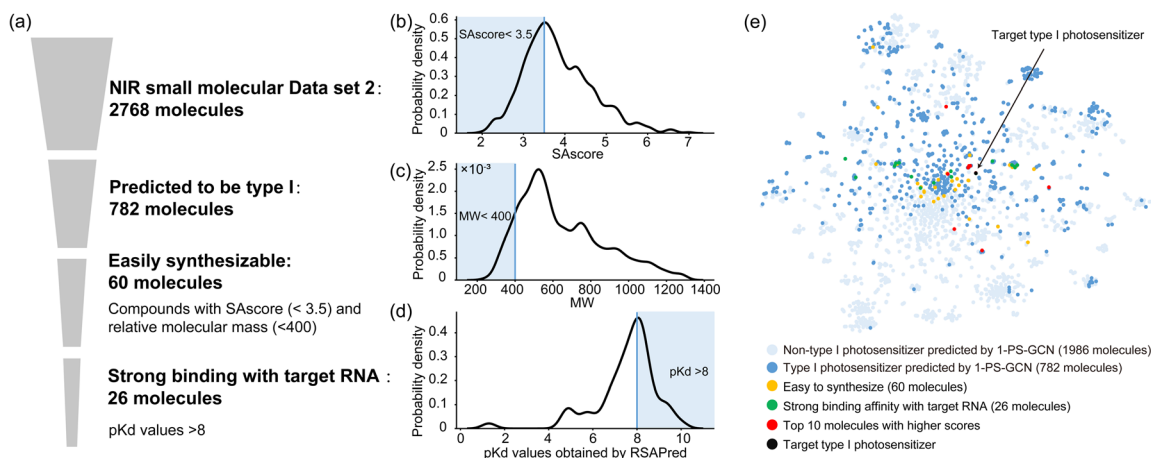 (a)
NIR small molecular Data set 2:
2768 molecules
Predicted to be type I:
782 molecules
Easily synthesizable:
60 molecules
Compounds with SAscore (< 3.5) and
relative molecular mass (<400)
Strong binding with target RNA :
26 molecules
pKd values >8
(b)
Probability density
0.6
0.5
0.4
0.3
0.2
0.1
0
SAscore< 3.5
2 3 4 5 6 7
SAscore
(c)
Probability density
×10⁻³
2.5
2.0
1.5
1.0
0.5
0
MW< 400
200 400 600 800 1000 1200 1400
MW
(d)
Probability density
0.4
0.3
0.2
0.1
0
pKd >8
0 2 4 6 8 10
pKd values obtained by RSAPred
(e)
Target type I photosensitizer
Non-type I photosensitizer predicted by 1-PS-GCN (1986 molecules)
Type I photosensitizer predicted by 1-PS-GCN (782 molecules)
Easy to synthesize (60 molecules)
Strong binding affinity with target RNA (26 molecules)
Top 10 molecules with higher scores
Target type I photosensitizer